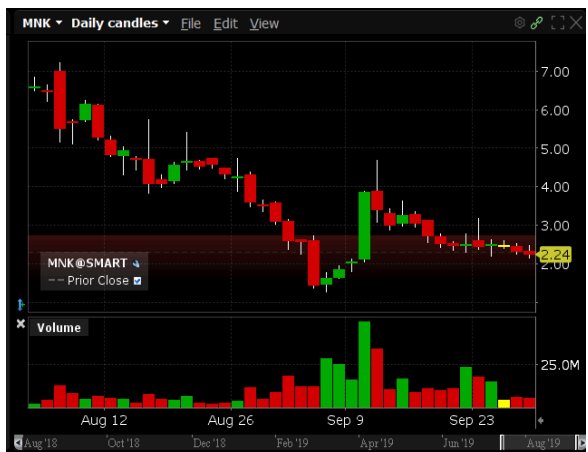 MNK Daily candles File Edit View
7.00
6.00
5.00
4.00
3.00
2.24
2.00
MNK@SMART
Prior Close
Volume
25.0M
Aug 12 Aug 26 Sep 9 Sep 23
Aug '18 Oct '18 Dec '18 Feb '19 Apr '19 Jun '19 Aug '19